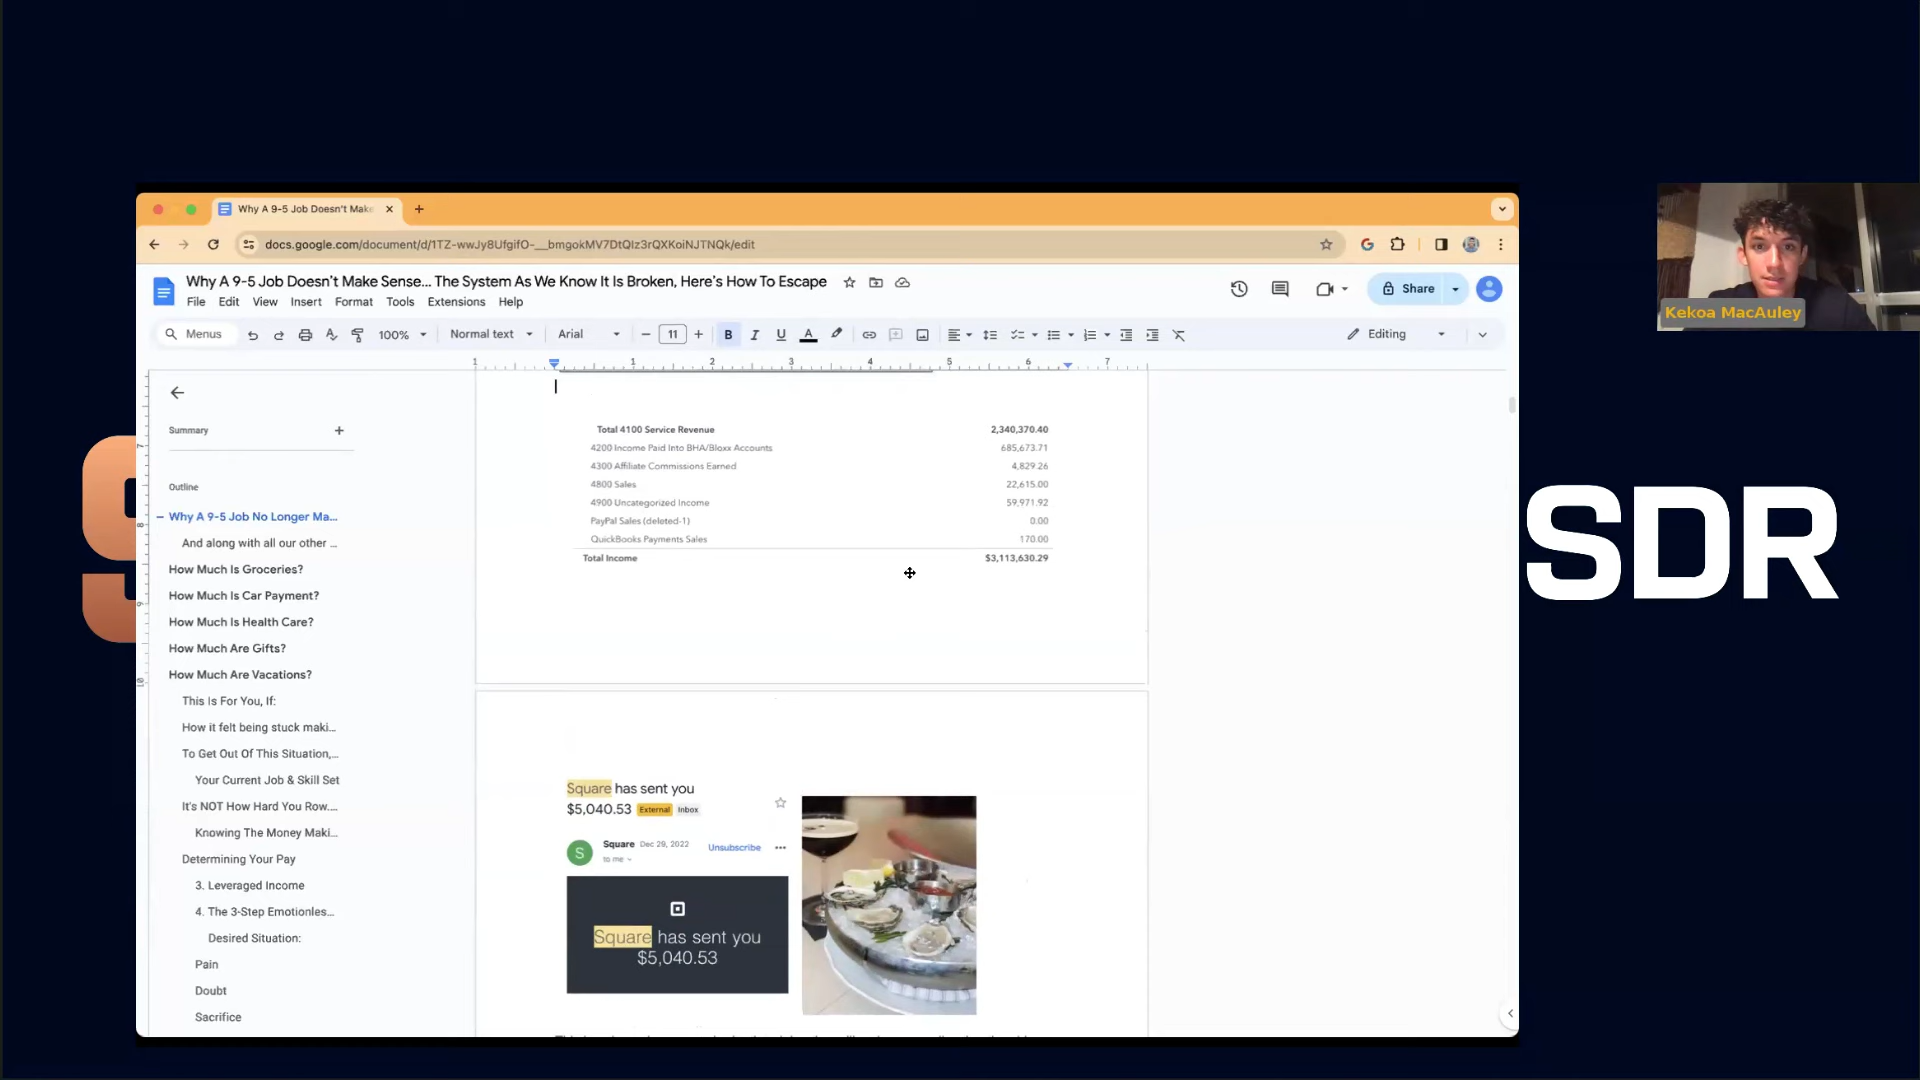 Why A 9-5 Job Doesn't Make
docs.google.com/document/d/1TZ-wwJy8UfgifO-__bmgokMV7DtQIz3rQXKoiNJTNQk/edit
Why A 9-5 Job Doesn't Make Sense... The System As We Know It Is Broken, Here's How To Escape
File Edit View Insert Format Tools Extensions Help
Share
Kekoa MacAuley
Menus 100% Normal text Arial 11 B I U A Editing
1 1 2 3 4 5 6 7
Summary
Outline
Why A 9-5 Job No Longer Ma...
And along with all our other ...
How Much Is Groceries?
How Much Is Car Payment?
How Much Is Health Care?
How Much Are Gifts?
How Much Are Vacations?
This Is For You, If:
How it felt being stuck maki...
To Get Out Of This Situation,...
Your Current Job & Skill Set
It's NOT How Hard You Row....
Knowing The Money Maki...
Determining Your Pay
3. Leveraged Income
4. The 3-Step Emotionles...
Desired Situation:
Pain
Doubt
Sacrifice
Total 4100 Service Revenue 2,340,370.40
4200 Income Paid Into BHA/Bloxx Accounts 685,673.71
4300 Affiliate Commissions Earned 4,829.26
4800 Sales 22,615.00
4900 Uncategorized Income 59,971.92
PayPal Sales (deleted-1) 0.00
QuickBooks Payments Sales 170.00
Total Income $3,113,630.29
Square has sent you
$5,040.53 External Inbox
S
Square Dec 29, 2022 Unsubscribe
to me
Square has sent you
$5,040.53
SDR